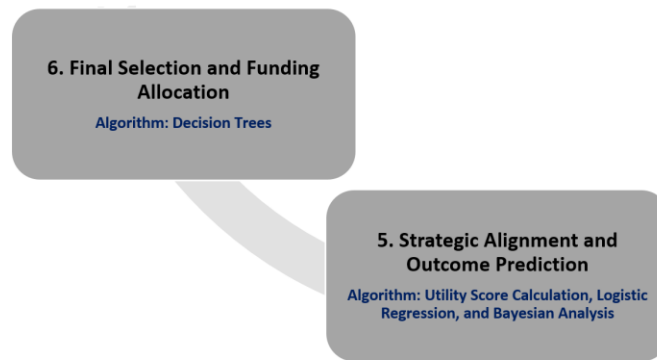 6. Final Selection and Funding
Allocation
Algorithm: Decision Trees
5. Strategic Alignment and
Outcome Prediction
Algorithm: Utility Score Calculation, Logistic
Regression, and Bayesian Analysis